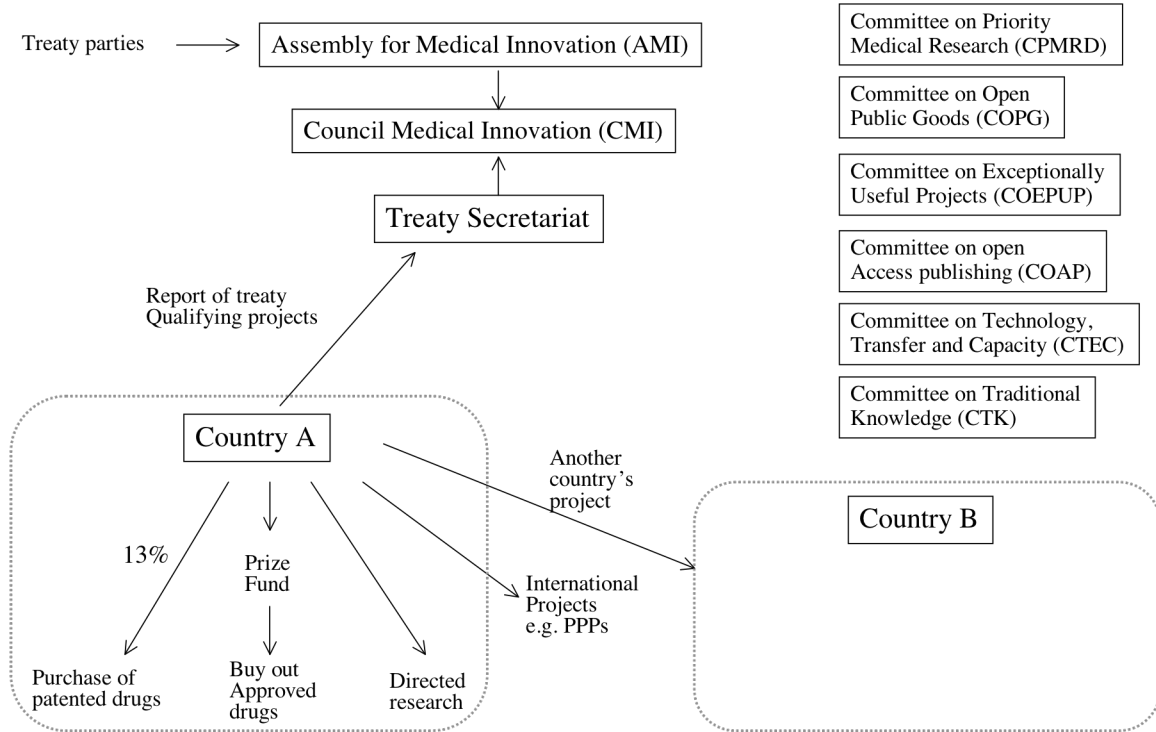 Treaty parties
Assembly for Medical Innovation (AMI)
Council Medical Innovation (CMI)
Treaty Secretariat
Committee on Priority
Medical Research (CPMRD)
Committee on Open
Public Goods (COPG)
Committee on Exceptionally
Useful Projects (COEPUP)
Committee on open
Access publishing (COAP)
Committee on Technology,
Transfer and Capacity (CTEC)
Committee on Traditional
Knowledge (CTK)
Report of treaty
Qualifying projects
Country A
Another
country's
project
Country B
13%
Prize
Fund
International
Projects
e.g. PPPs
Purchase of
patented drugs
Buy out
Approved
drugs
Directed
research